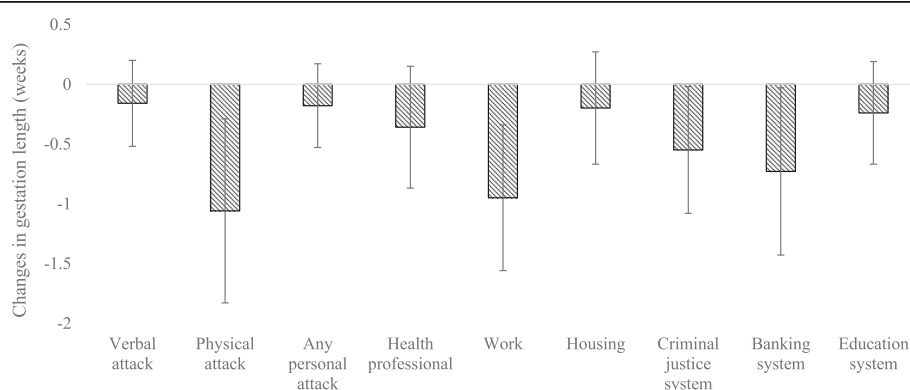 Changes in gestation length (weeks)
0.5
0
-0.5
-1
-1.5
-2
Verbal
attack
Physical
attack
Any
personal
attack
Health
professional
Work
Housing
Criminal
justice
system
Banking
system
Education
system